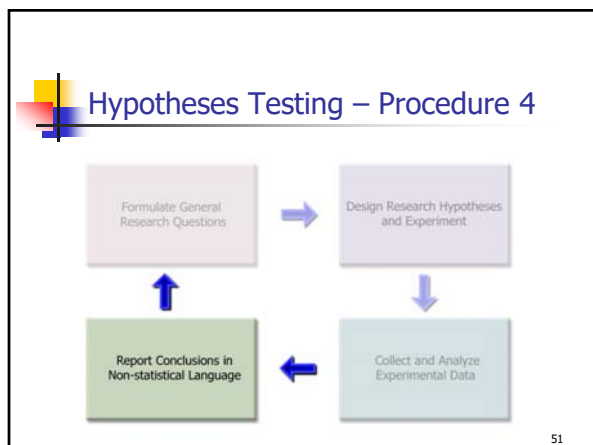 Hypotheses Testing – Procedure 4
Formulate General
Research Questions
Design Research Hypotheses
and Experiment
Report Conclusions in
Non-statistical Language
Collect and Analyze
Experimental Data
51